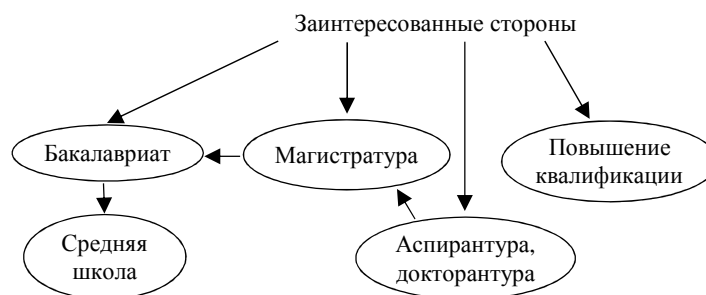 Заинтересованные стороны
Бакалавриат
Магистратура
Повышение
квалификации
Средняя
школа
Аспирантура,
докторантура